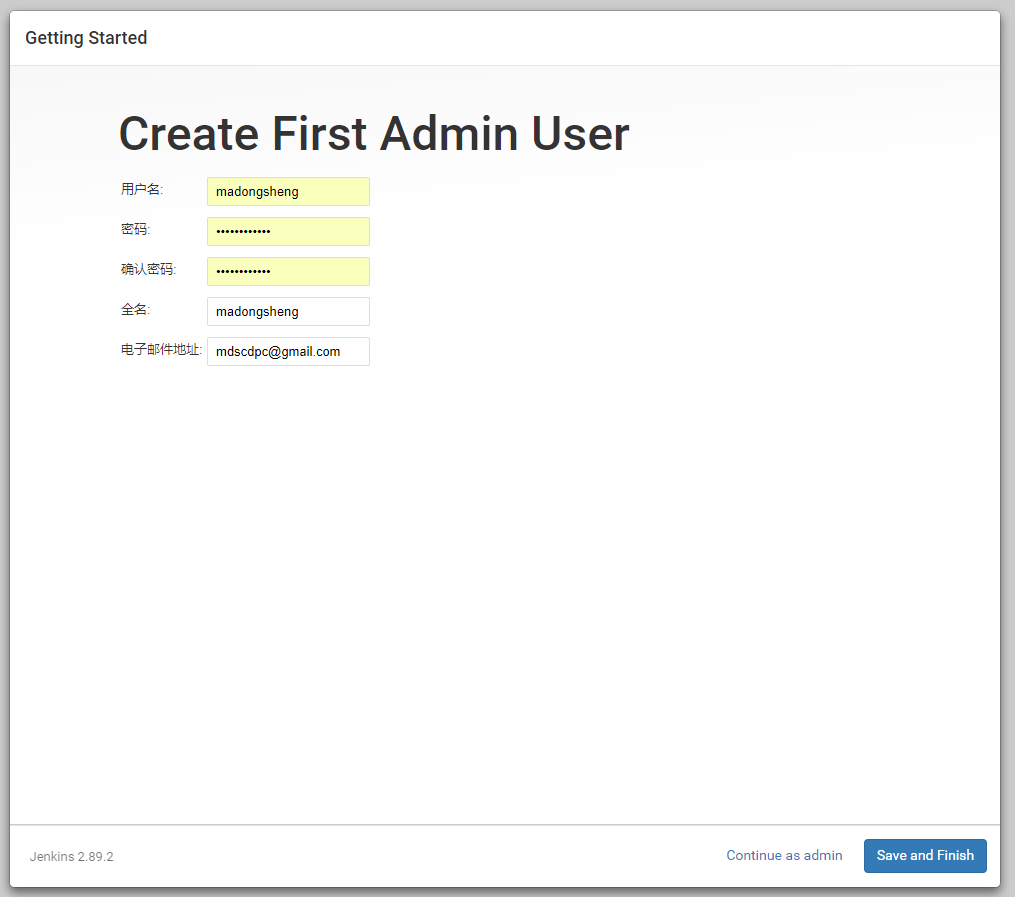 Getting Started
Create First Admin User
用户名: madongsheng
密码: ••••••••••••
确认密码: ••••••••••••
全名: madongsheng
电子邮件地址: mdscdpc@gmail.com
Jenkins 2.89.2 Continue as admin Save and Finish